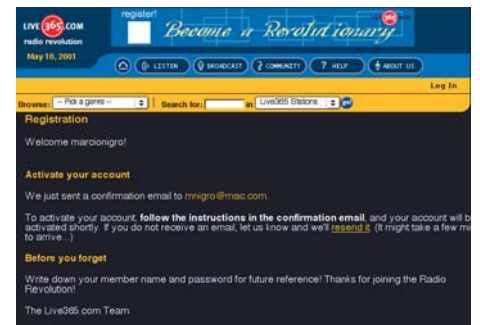 register!
LIVE 365 .COM
radio revolution
Become a Revolutionary
May 10, 2001
LISTEN BROADCAST COMMUNITY ? HELP ABOUT US
Log In
Browse: -- Pick a genre -- Search for: in Live365 Stations go!
Registration
Welcome marcionigro!
Activate your account
We just sent a confirmation email to mnigro@mac.com.
To activate your account, follow the instructions in the confirmation email, and your account will b
activated shortly. If you do not receive an email, let us know and we'll resend it. (It might take a few mi
to arrive...)
Before you forget
Write down your member name and password for future reference! Thanks for joining the Radio
Revolution!
The Live365.com Team